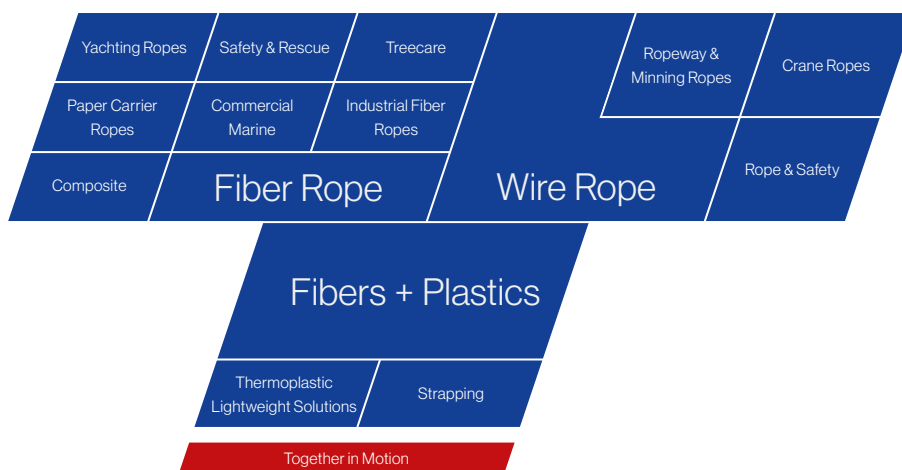 Yachting Ropes
Safety & Rescue
Treecare
Ropeway &
Minning Ropes
Crane Ropes
Paper Carrier
Ropes
Commercial
Marine
Industrial Fiber
Ropes
Composite
Fiber Rope
Wire Rope
Rope & Safety
Fibers + Plastics
Thermoplastic
Lightweight Solutions
Strapping
Together in Motion